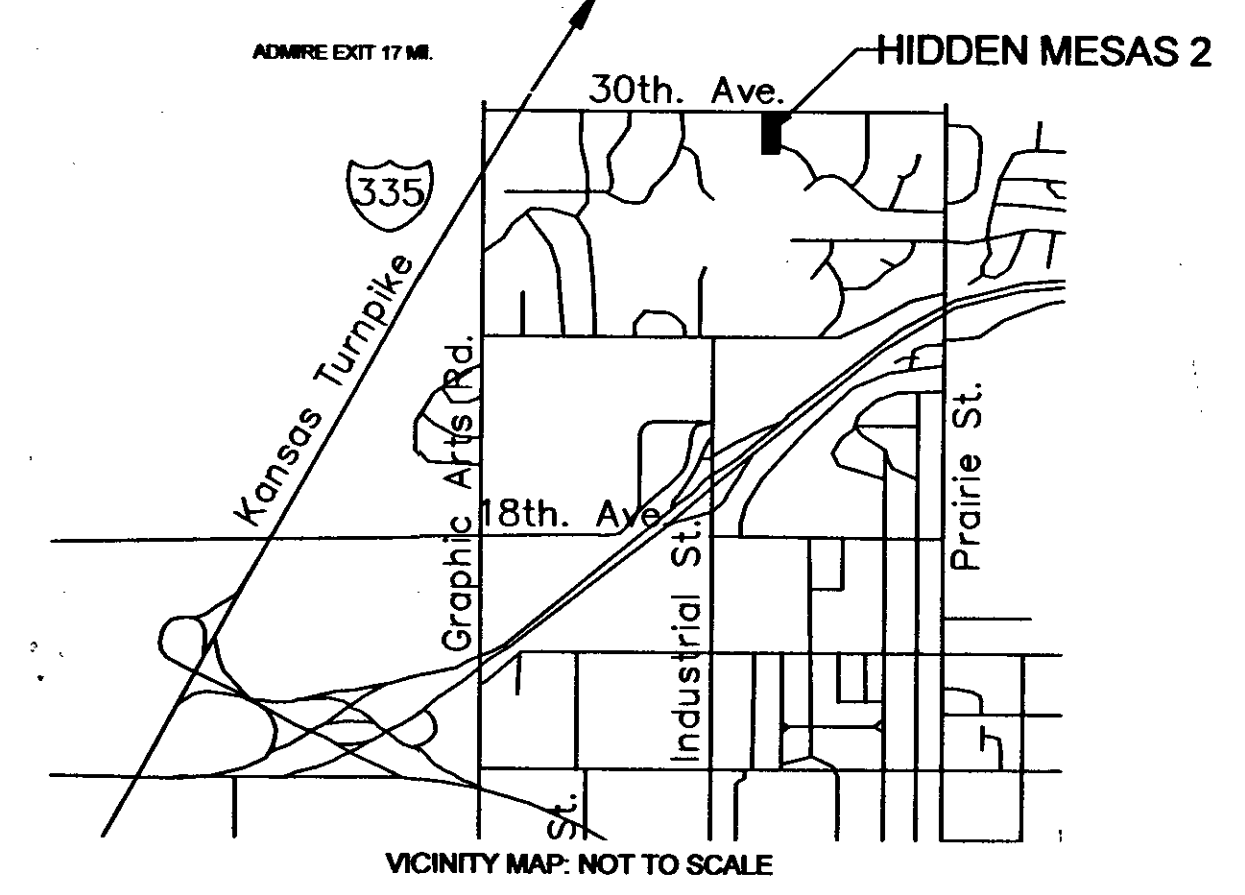 ADMIRE EXIT 17 MI.
HIDDEN MESAS 2
30th. Ave.
335
Kansas Turnpike
Graphic Arts Rd.
18th. Ave.
Industrial St.
Prairie St.
St.
VICINITY MAP: NOT TO SCALE